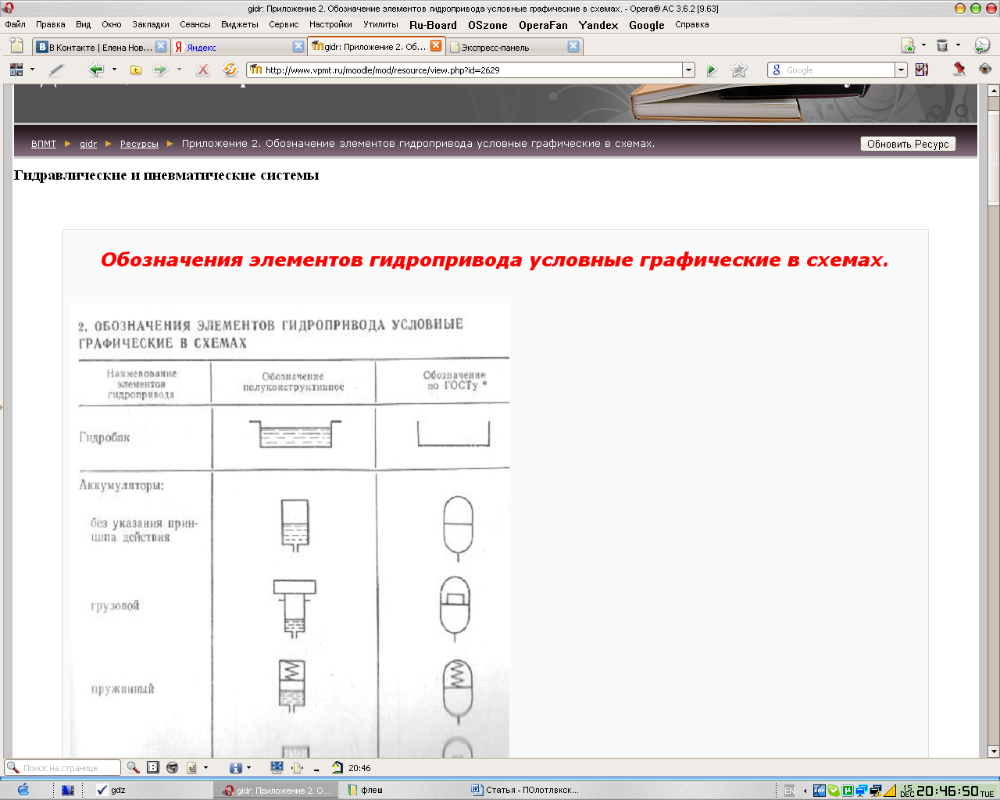 gidr: Приложение 2. Обозначение элементов гидропривода условные графические в схемах. - Opera® AC 3.6.2 [9.63]
Файл Правка Вид Окно Закладки Сеансы Виджеты Сервис Настройки Утилиты Ru-Board OSzone OperaFan Yandex Google Справка
В Контакте | Елена Нов... Яндекс gidr: Приложение 2. Об... Экспресс-панель
http://www.vpmt.ru/moodle/mod/resource/view.php?id=2629 Google
ВПМТ ► gidr ► Ресурсы ► Приложение 2. Обозначение элементов гидропривода условные графические в схемах. Обновить Ресурс
Гидравлические и пневматические системы
Обозначения элементов гидропривода условные графические в схемах.
2. ОБОЗНАЧЕНИЯ ЭЛЕМЕНТОВ ГИДРОПРИВОДА УСЛОВНЫЕ
ГРАФИЧЕСКИЕ В СХЕМАХ
Наименование
элементов
гидропривода
Обозначение
полуконструктивное
Обозначение
по ГОСТу *
Гидробак
Аккумуляторы:
без указания прин-
ципа действия
грузовой
пружинный
Поиск на странице 20:46
gdz gidr: Приложение 2. О... флеш Статья - ПОлотлвкск... EN 15 DEC 20:46:50 TUE